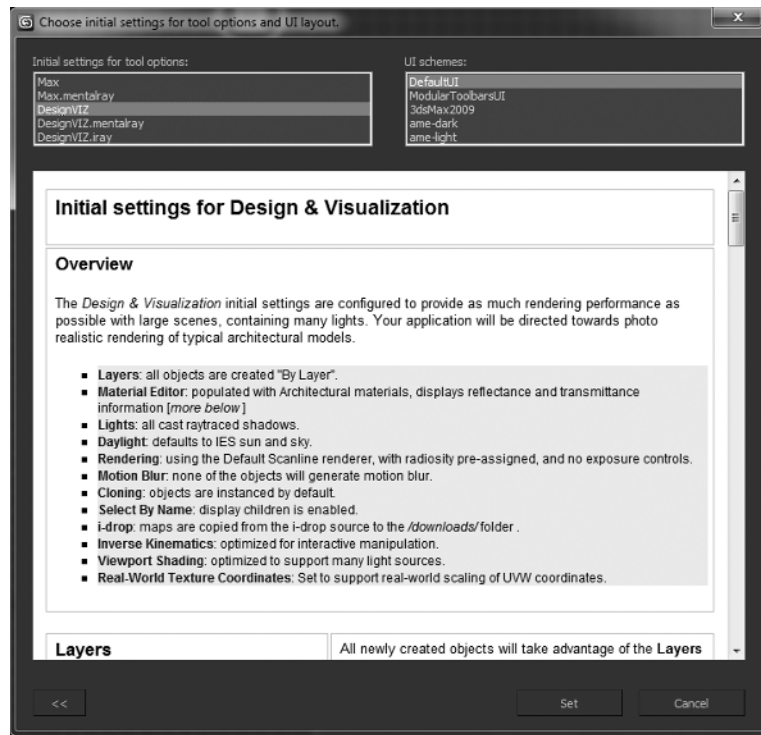 Choose initial settings for tool options and UI layout.
Initial settings for tool options:
Max
Max.mentalray
DesignVIZ
DesignVIZ.mentalray
DesignVIZ.iray
UI schemes:
DefaultUI
ModularToolbarsUI
3dsMax2009
ame-dark
ame-light
Initial settings for Design & Visualization
Overview
The Design & Visualization initial settings are configured to provide as much rendering performance as
possible with large scenes, containing many lights. Your application will be directed towards photo
realistic rendering of typical architectural models.
Layers: all objects are created "By Layer".
Material Editor: populated with Architectural materials, displays reflectance and transmittance
information [more below ]
Lights: all cast raytraced shadows.
Daylight: defaults to IES sun and sky.
Rendering: using the Default Scanline renderer, with radiosity pre-assigned, and no exposure controls.
Motion Blur: none of the objects will generate motion blur.
Cloning: objects are instanced by default.
Select By Name: display children is enabled.
i-drop: maps are copied from the i-drop source to the /downloads/ folder .
Inverse Kinematics: optimized for interactive manipulation.
Viewport Shading: optimized to support many light sources.
Real-World Texture Coordinates: Set to support real-world scaling of UVW coordinates.
Layers
All newly created objects will take advantage of the Layers
<<
Set
Cancel